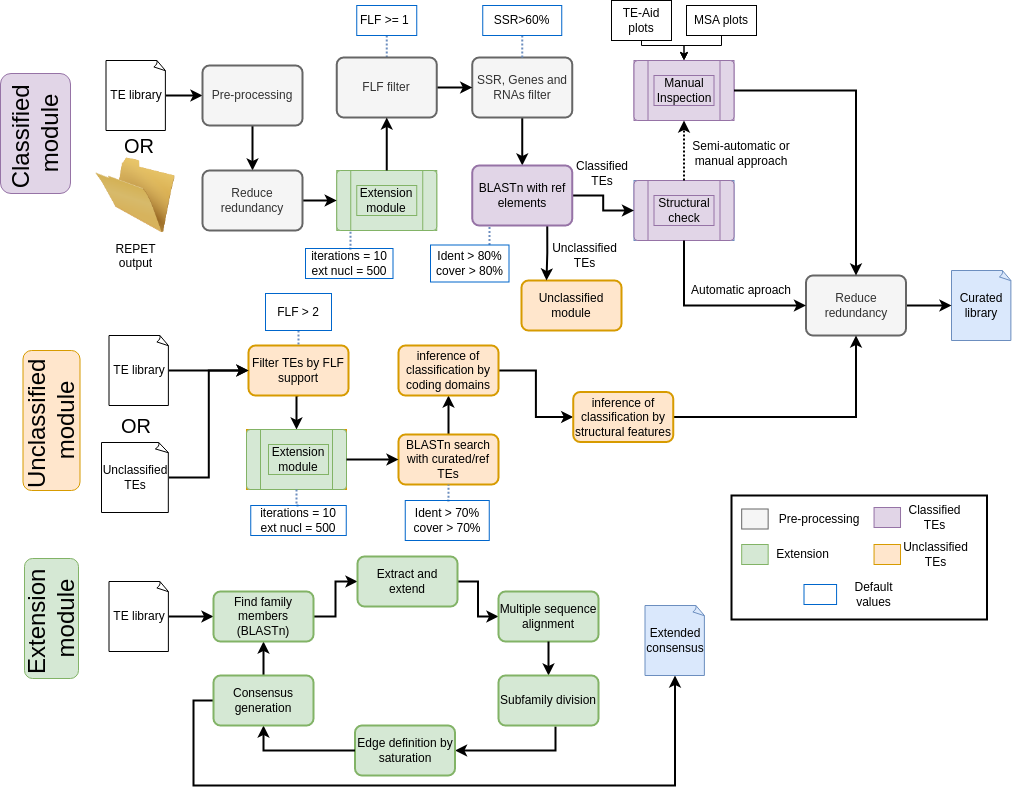 Classified
module
TE library
OR
REPET
output
Pre-processing
Reduce
redundancy
FLF >= 1
FLF filter
Extension
module
iterations = 10
ext nucl = 500
SSR>60%
SSR, Genes and
RNAs filter
BLASTn with ref
elements
Ident > 80%
cover > 80%
Classified
TEs
Unclassified
TEs
Unclassified
module
TE-Aid
plots
MSA plots
Manual
Inspection
Semi-automatic or
manual approach
Structural
check
Automatic aproach
Reduce
redundancy
Curated
library
Unclassified
module
TE library
OR
Unclassified
TEs
FLF > 2
Filter TEs by FLF
support
Extension
module
iterations = 10
ext nucl = 500
inference of
classification by
coding domains
BLASTn search
with curated/ref
TEs
Ident > 70%
cover > 70%
inference of
classification by
structural features
Pre-processing
Classified
TEs
Extension
Unclassified
TEs
Default
values
Extension
module
TE library
Find family
members
(BLASTn)
Extract and
extend
Multiple sequence
alignment
Subfamily division
Edge definition by
saturation
Consensus
generation
Extended
consensus